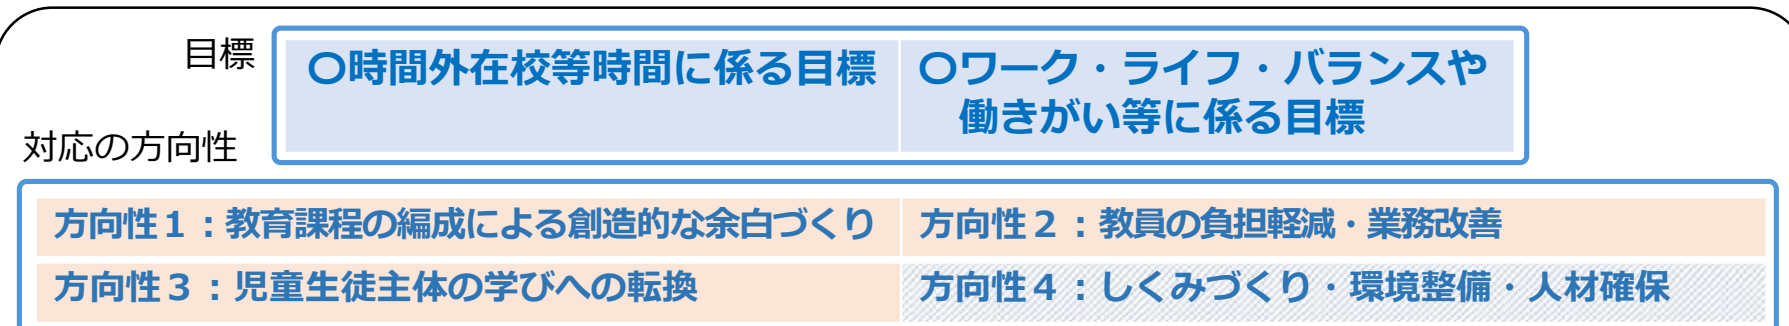 目標
〇時間外在校等時間に係る目標
〇ワーク・ライフ・バランスや
働きがい等に係る目標
対応の方向性
方向性１：教育課程の編成による創造的な余白づくり
方向性２：教員の負担軽減・業務改善
方向性３：児童生徒主体の学びへの転換
方向性４：しくみづくり・環境整備・人材確保